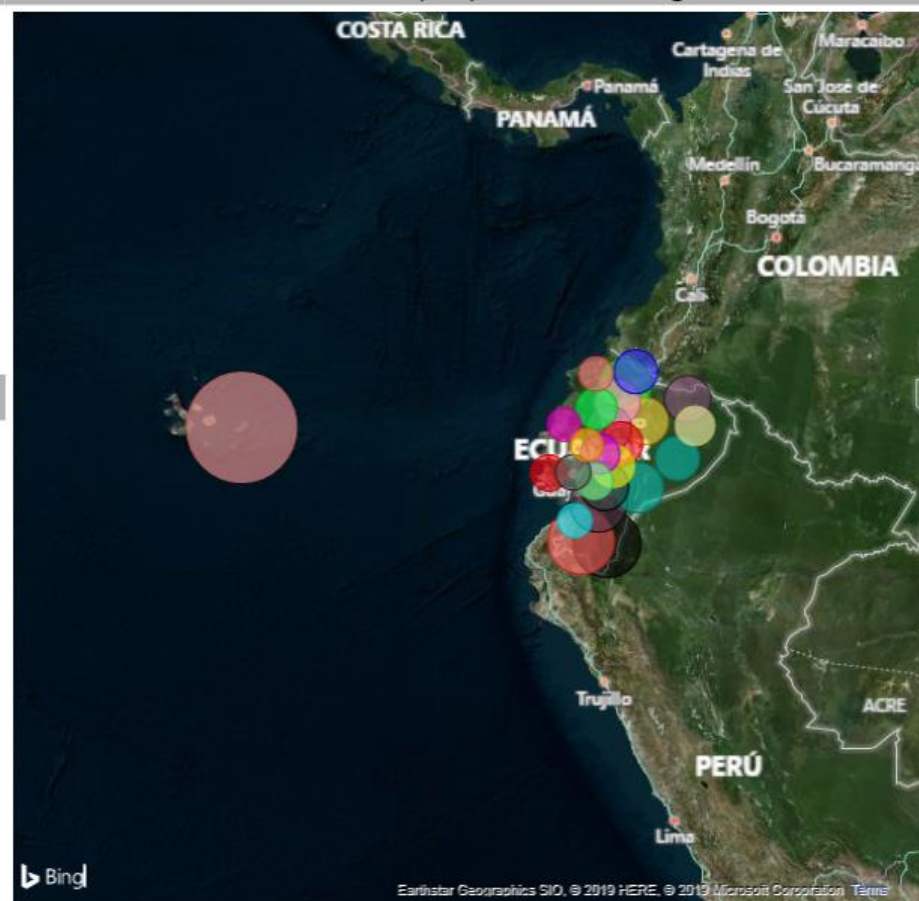 COSTA RICA
Cartagena de
Indias
Maracaibo
Panamá
San José de
Cúcuta
PANAMÁ
Medellín
Bucaramanga
Bogotá
COLOMBIA
Cali
Trujillo
ACRE
PERÚ
Lima
Bing
Earthstar Geographics SIO, © 2019 HERE, © 2019 Microsoft Corporation Terms